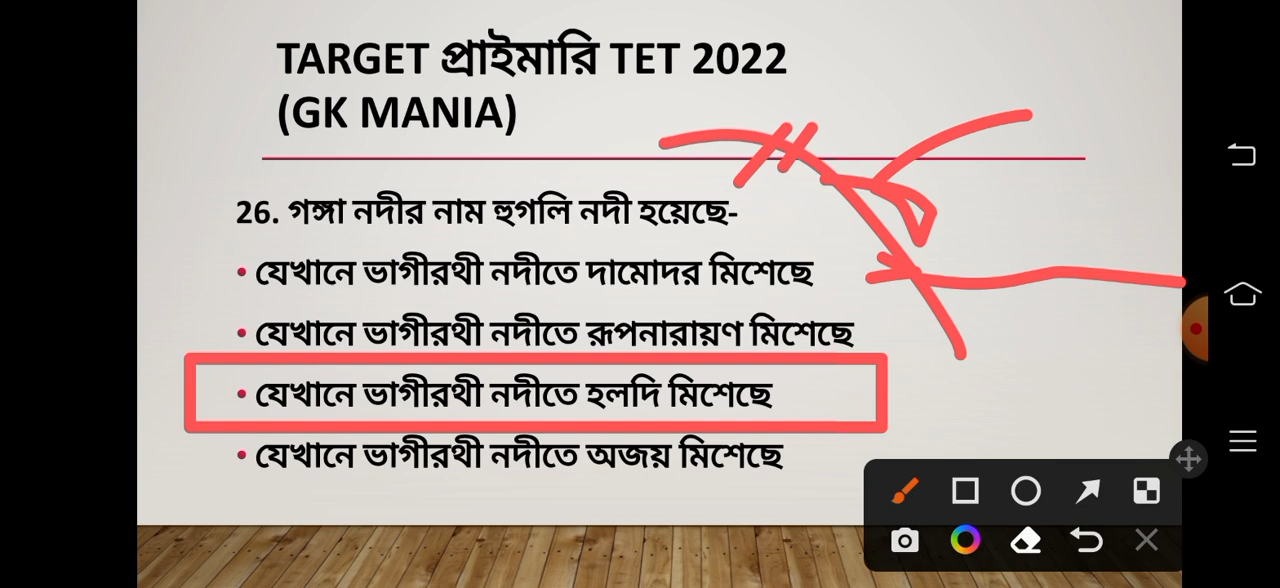 TARGET প্রাইমারি TET 2022
(GK MANIA)
26. গঙ্গা নদীর নাম হুগলি নদী হয়েছে-
• যেখানে ভাগীরথী নদীতে দামোদর মিশেছে
• যেখানে ভাগীরথী নদীতে রূপনারায়ণ মিশেছে
• যেখানে ভাগীরথী নদীতে হলদি মিশেছে
• যেখানে ভাগীরথী নদীতে অজয় মিশেছে